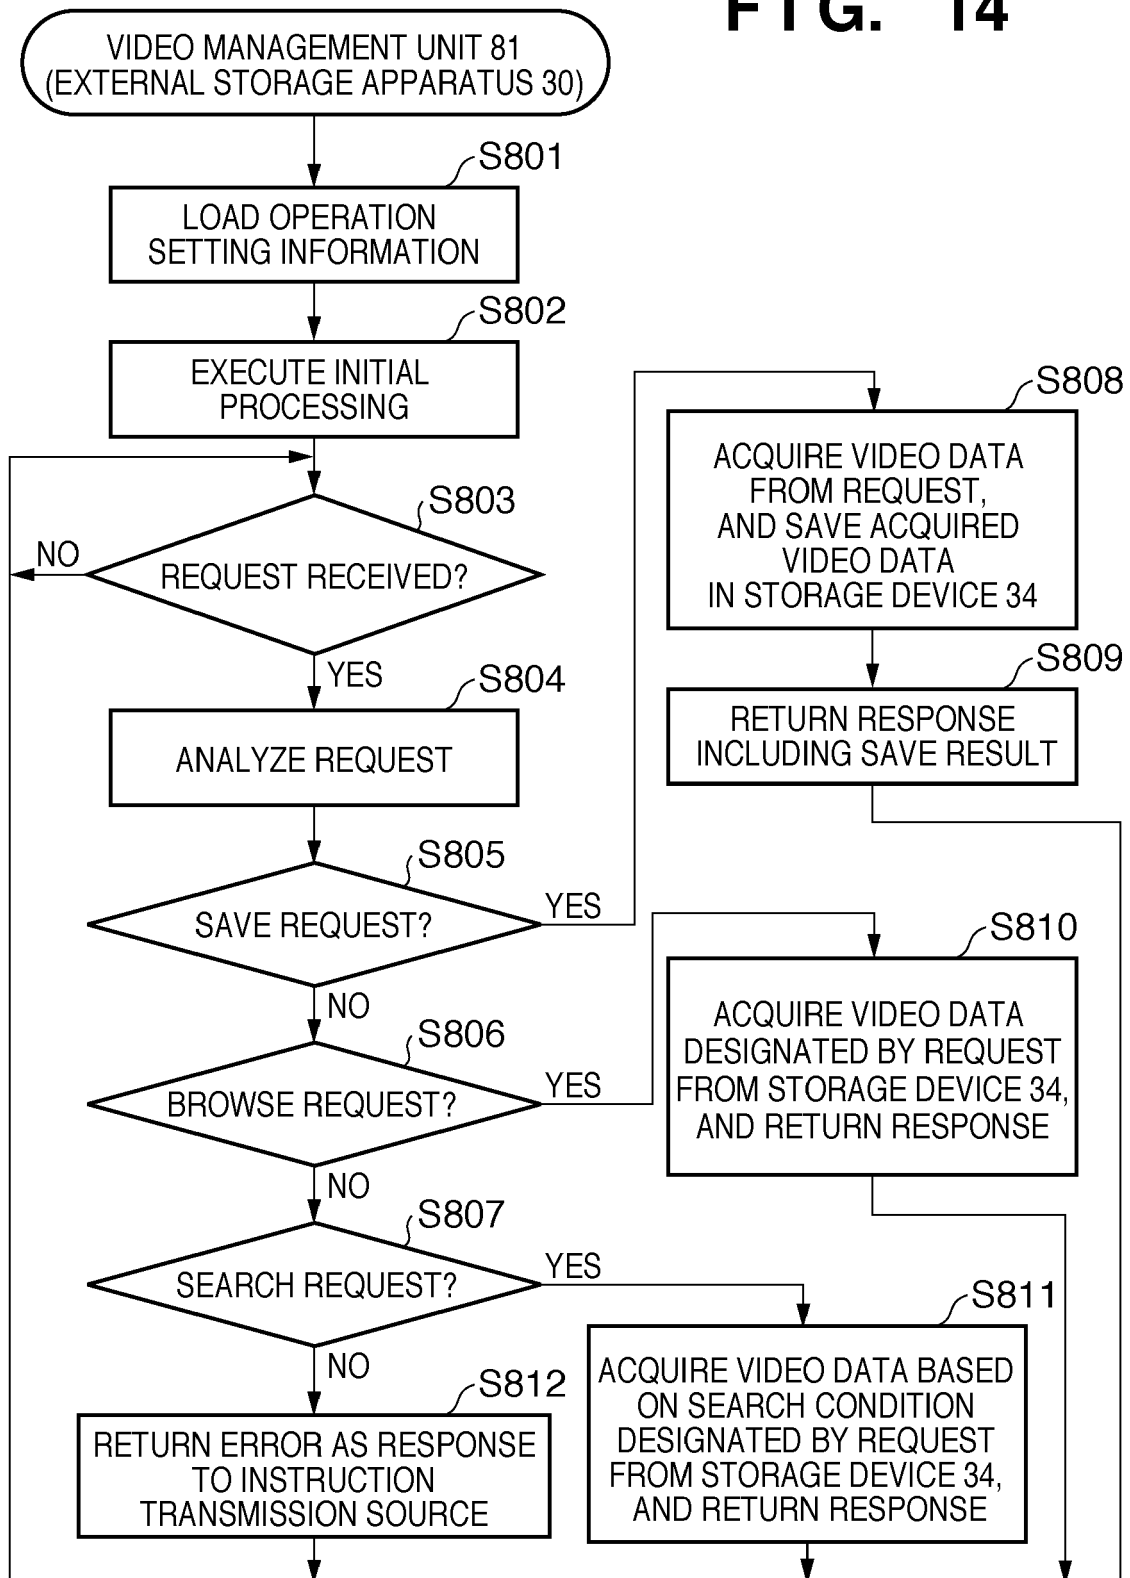 FIG. 14
VIDEO MANAGEMENT UNIT 81
(EXTERNAL STORAGE APPARATUS 30)
S801
LOAD OPERATION
SETTING INFORMATION
S802
EXECUTE INITIAL
PROCESSING
S803
REQUEST RECEIVED?
NO
YES
S804
ANALYZE REQUEST
S805
SAVE REQUEST?
YES
NO
S806
BROWSE REQUEST?
YES
NO
S807
SEARCH REQUEST?
YES
NO
S812
RETURN ERROR AS RESPONSE
TO INSTRUCTION
TRANSMISSION SOURCE
S808
ACQUIRE VIDEO DATA
FROM REQUEST,
AND SAVE ACQUIRED
VIDEO DATA
IN STORAGE DEVICE 34
S809
RETURN RESPONSE
INCLUDING SAVE RESULT
S810
ACQUIRE VIDEO DATA
DESIGNATED BY REQUEST
FROM STORAGE DEVICE 34,
AND RETURN RESPONSE
S811
ACQUIRE VIDEO DATA BASED
ON SEARCH CONDITION
DESIGNATED BY REQUEST
FROM STORAGE DEVICE 34,
AND RETURN RESPONSE